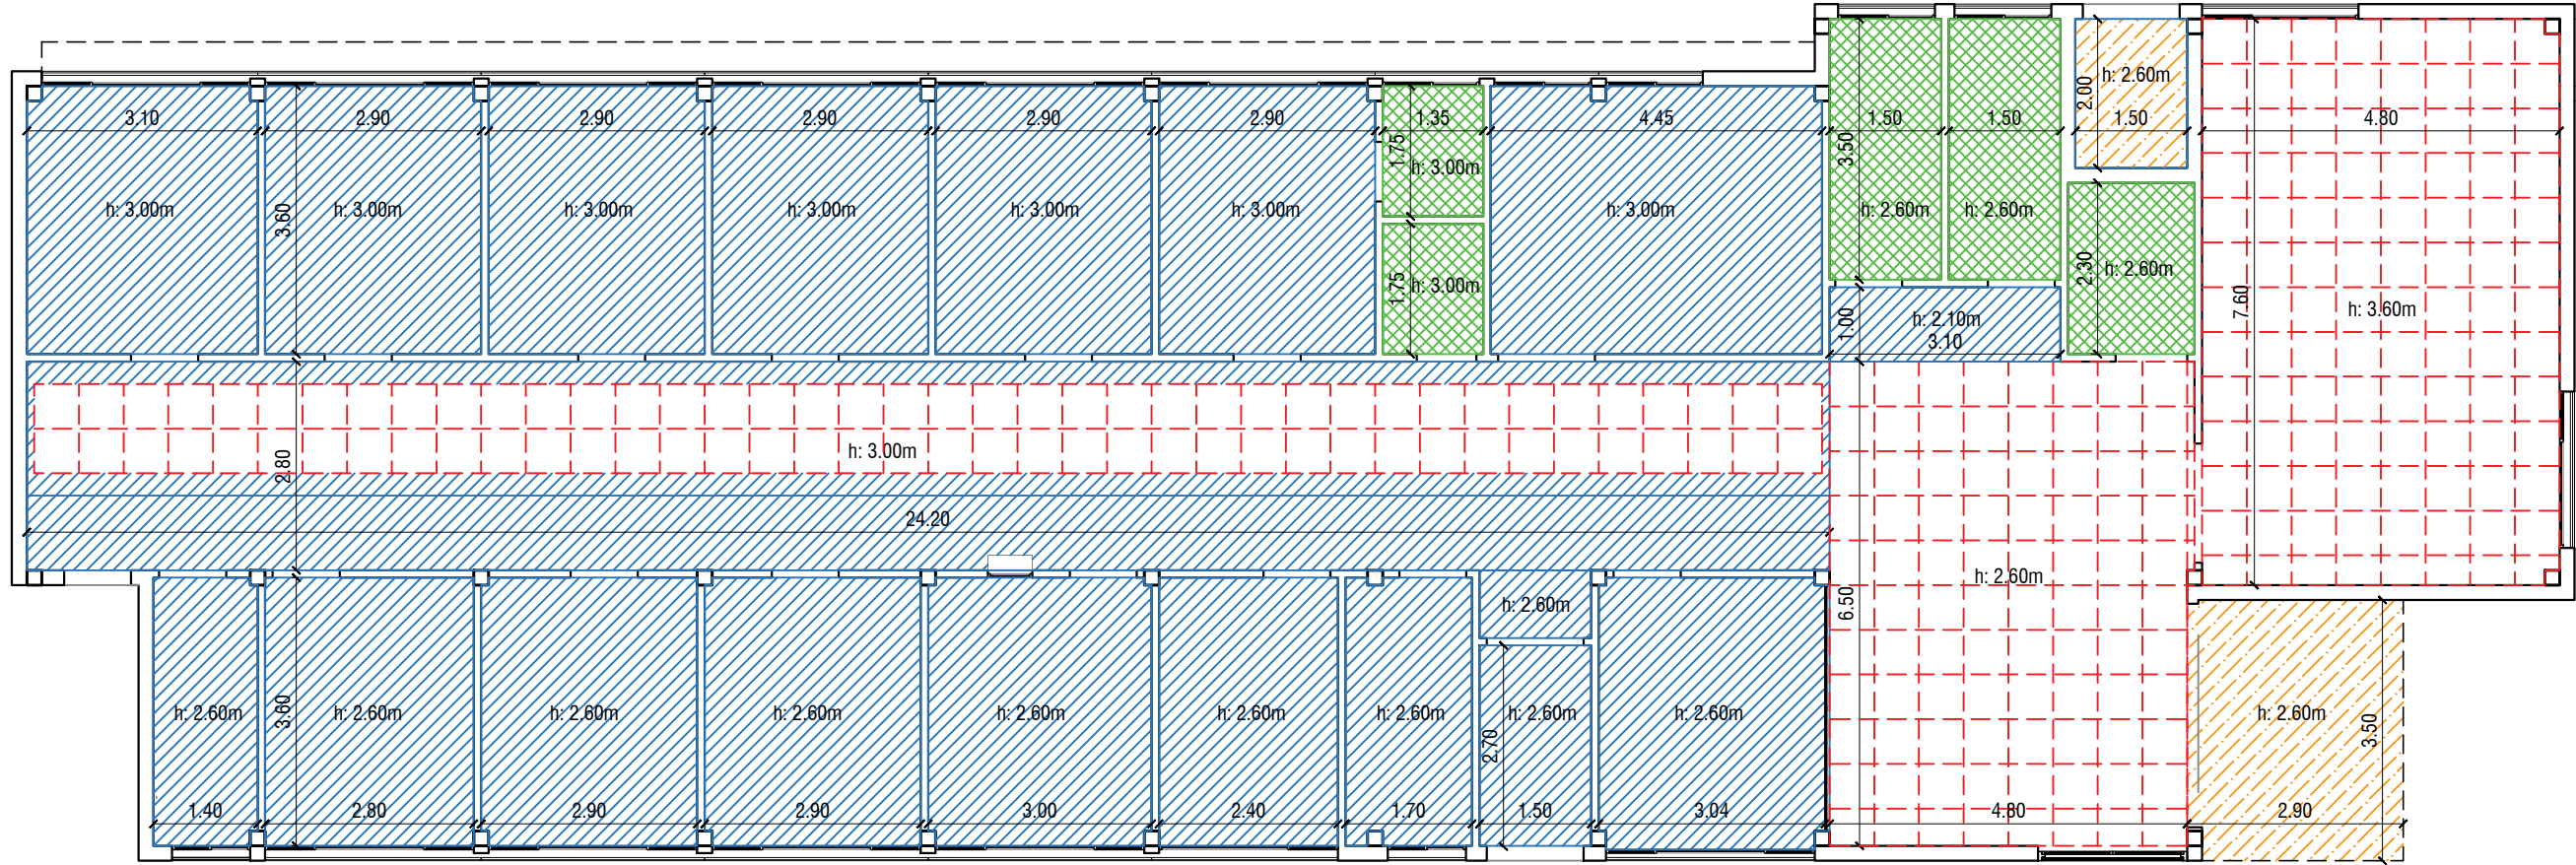 h: 2.60m
2.00
3.10
2.90
2.90
2.90
2.90
2.90
1.35
4.45
1.50
1.50
1.50
4.80
1.75
3.50
h: 3.00m
h: 3.00m
h: 3.00m
h: 3.00m
h: 3.00m
h: 3.00m
h: 3.00m
h: 3.00m
h: 2.60m
h: 2.60m
3.60
h: 2.60m
2.30
1.75
h: 3.00m
7.60
h: 3.60m
1.00
h: 2.10m
3.10
h: 3.00m
2.80
24.20
h: 2.60m
h: 2.60m
6.50
h: 2.60m
h: 2.60m
h: 2.60m
h: 2.60m
h: 2.60m
h: 2.60m
h: 2.60m
h: 2.60m
h: 2.60m
h: 2.60m
3.60
2.70
3.50
1.40
2.80
2.90
2.90
3.00
2.40
1.70
1.50
3.04
4.80
2.90